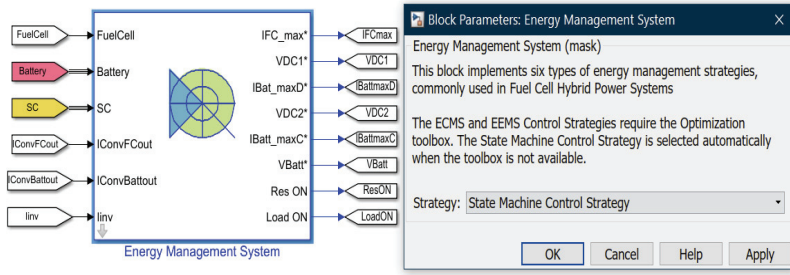 FuelCell
Battery
SC
IConvFCout
IConvBattout
Iinv
FuelCell
Battery
SC
IConvFCout
IConvBattout
Iinv
IFC_max*
VDC1*
IBat_maxD*
VDC2*
IBatt_maxC*
VBatt*
Res ON
Load ON
IFCmax
VDC1
IBattmaxD
VDC2
IBattmaxC
VBatt
ResON
LoadON
Energy Management System
Block Parameters: Energy Management System
Energy Management System (mask)
This block implements six types of energy management strategies,
commonly used in Fuel Cell Hybrid Power Systems
The ECMS and EEMS Control Strategies require the Optimization
toolbox. The State Machine Control Strategy is selected automatically
when the toolbox is not available.
Strategy: State Machine Control Strategy
OK Cancel Help Apply